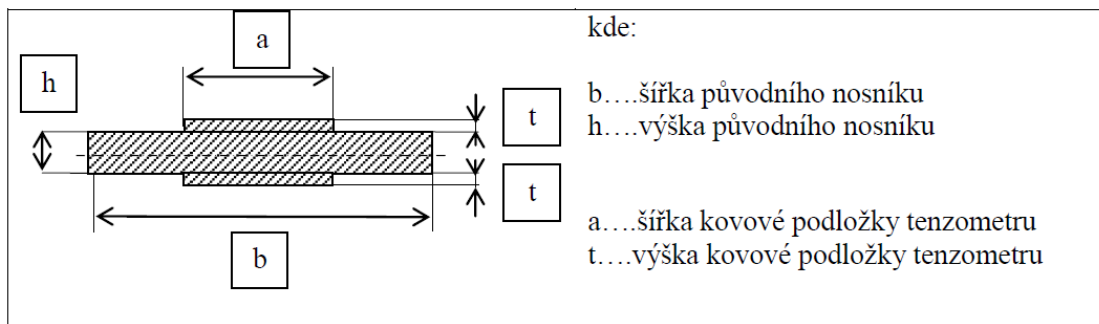 a
h
t
t
b
kde:
b….šířka původního nosníku
h….výška původního nosníku
a….šířka kovové podložky tenzometru
t….výška kovové podložky tenzometru